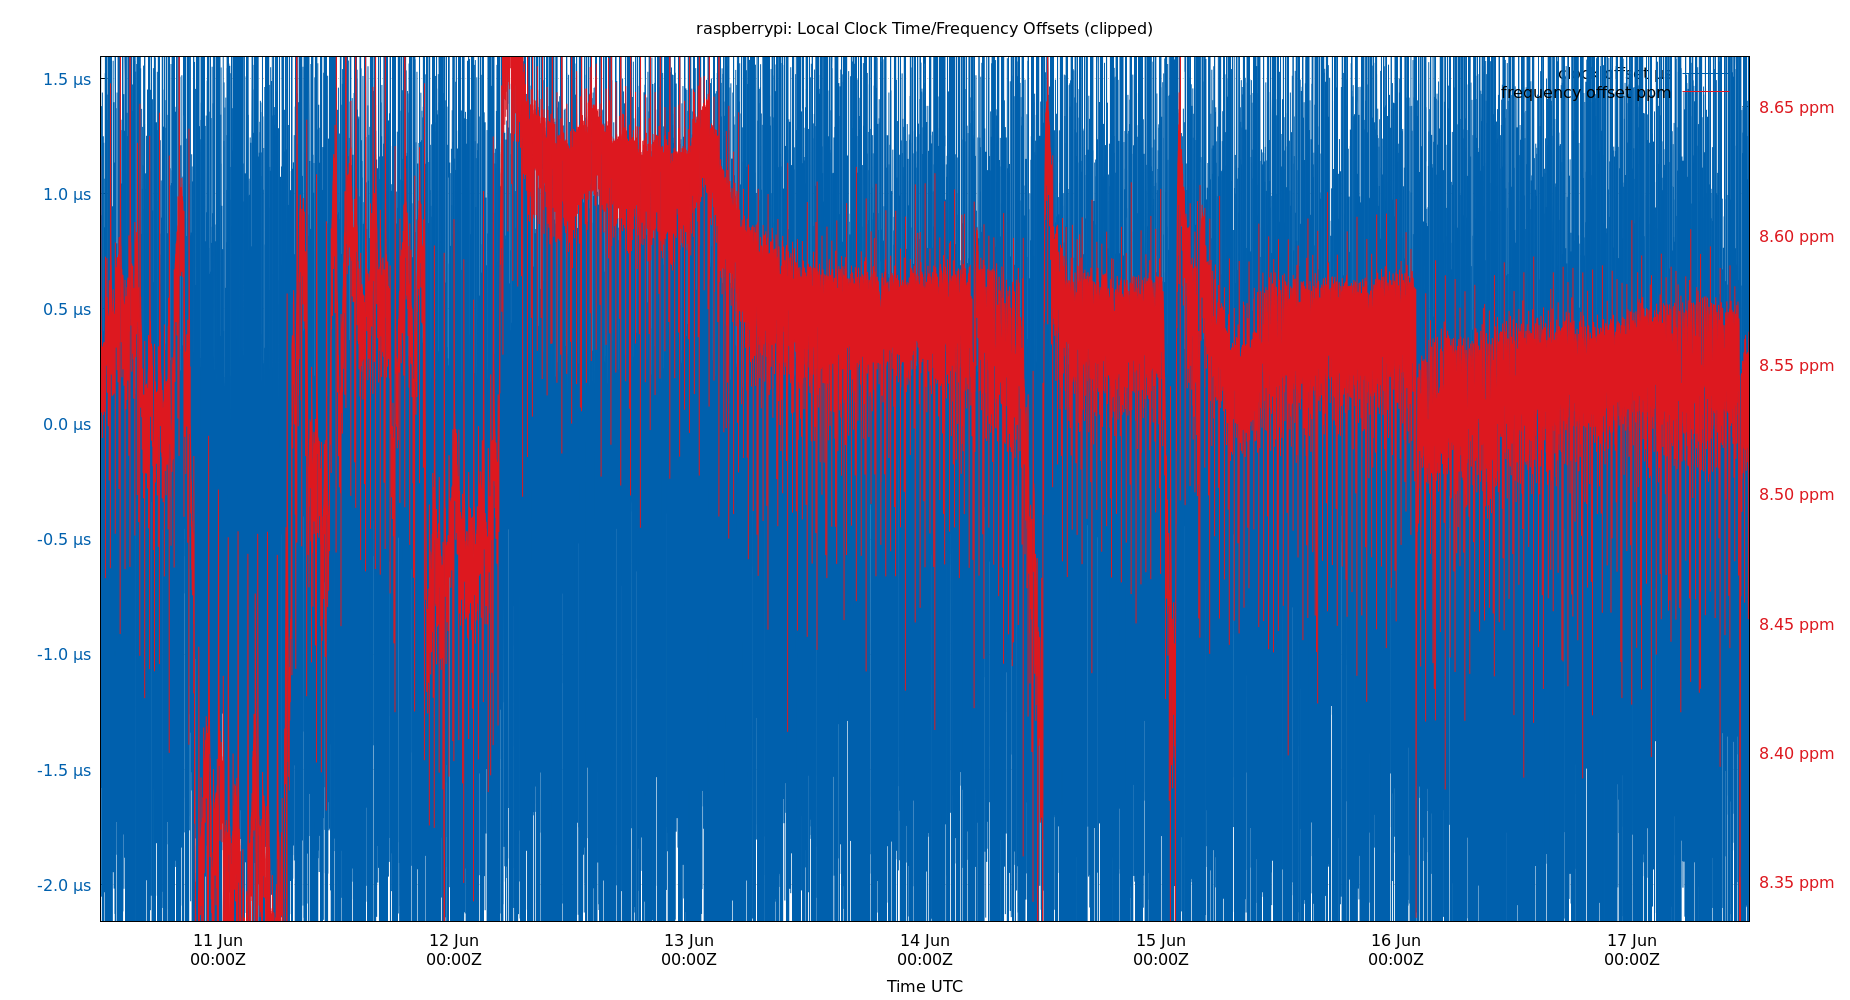 raspberrypi: Local Clock Time/Frequency Offsets (clipped)
clock offset µs
frequency offset ppm
1.5 µs
1.0 µs
0.5 µs
0.0 µs
-0.5 µs
-1.0 µs
-1.5 µs
-2.0 µs
8.65 ppm
8.60 ppm
8.55 ppm
8.50 ppm
8.45 ppm
8.40 ppm
8.35 ppm
11 Jun 12 Jun 13 Jun 14 Jun 15 Jun 16 Jun 17 Jun
00:00Z 00:00Z 00:00Z 00:00Z 00:00Z 00:00Z 00:00Z
Time UTC